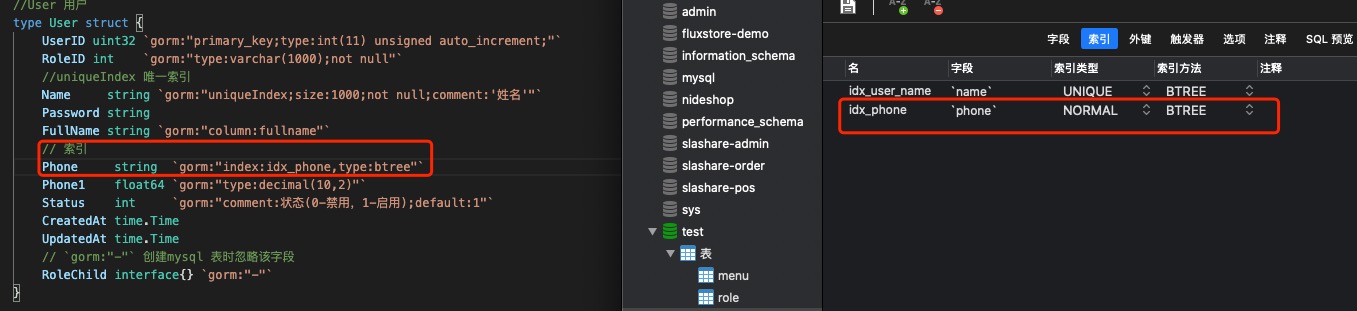 //User 用户
type User struct {
UserID uint32 `gorm:"primary_key;type:int(11) unsigned auto_increment;"`
RoleID int `gorm:"type:varchar(1000);not null"`
//uniqueIndex 唯一索引
Name string `gorm:"uniqueIndex;size:1000;not null;comment:'姓名'"`
Password string
FullName string `gorm:"column:fullname"`
// 索引
Phone string `gorm:"index:idx_phone,type:btree"`
Phone1 float64 `gorm:"type:decimal(10,2)"`
Status int `gorm:"comment:状态(0-禁用, 1-启用);default:1"`
CreatedAt time.Time
UpdatedAt time.Time
// `gorm:"-"` 创建mysql 表时忽略该字段
RoleChild interface{} `gorm:"-"`
}
admin
fluxstore-demo
information_schema
mysql
nideshop
performance_schema
slashare-admin
slashare-order
slashare-pos
sys
test
表
menu
role
A-Z A-Z
字段 索引 外键 触发器 选项 注释 SQL 预览
名 字段 索引类型 索引方法 注释
idx_user_name `name` UNIQUE BTREE
idx_phone `phone` NORMAL BTREE